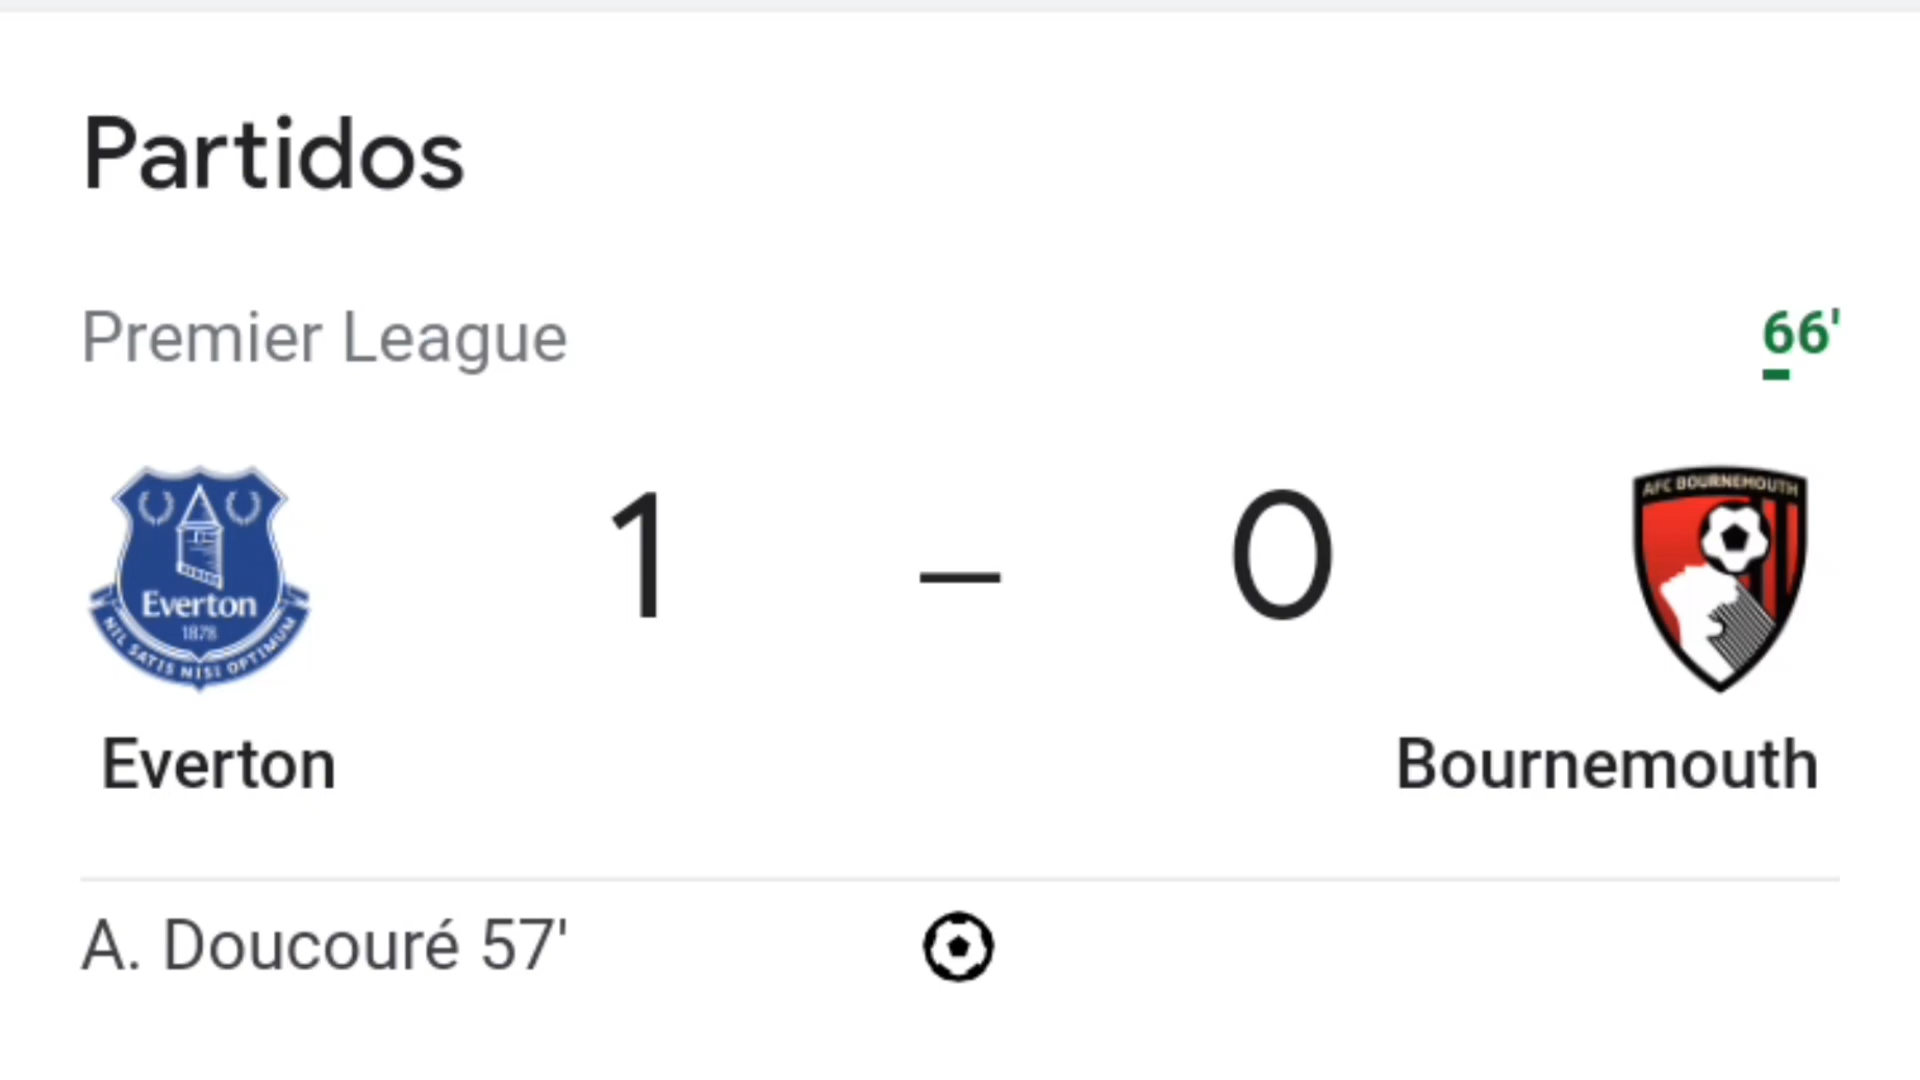 Partidos
Premier League
66'
Everton
1878
NIL SATIS NISI OPTIMUM
1 – 0
AFC BOURNEMOUTH
Everton
Bournemouth
A. Doucouré 57'